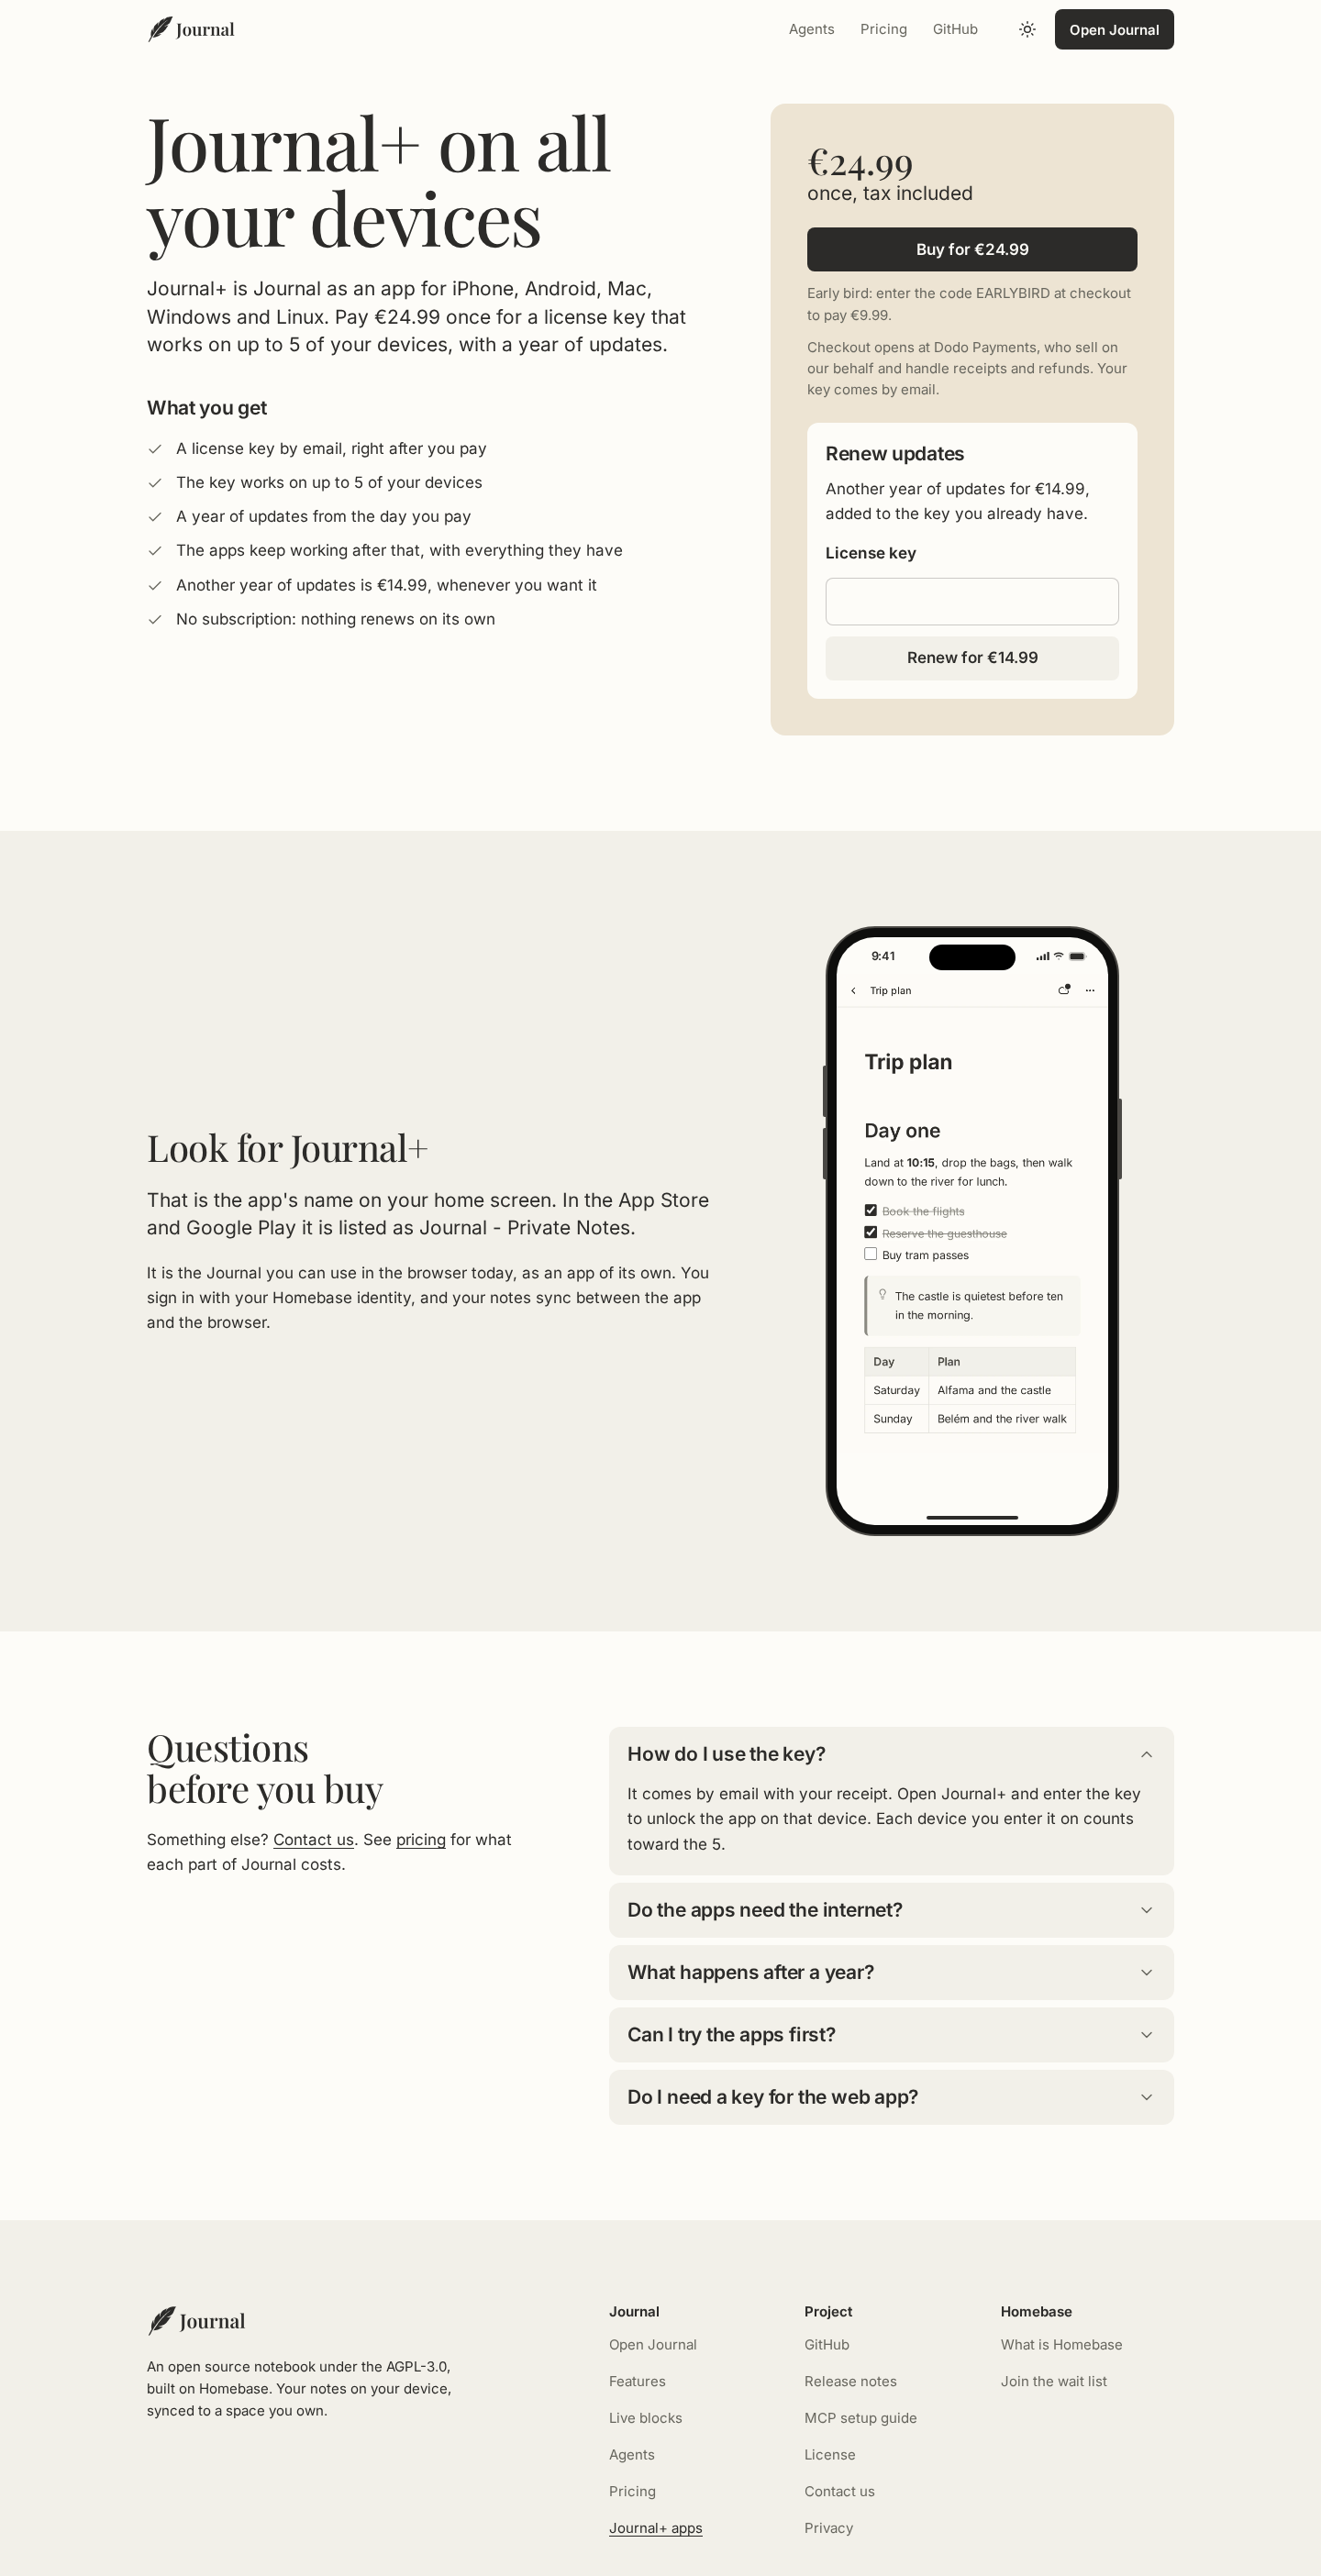 Journal
Agents
Pricing
GitHub
Open Journal
Journal+ on all
your devices
Journal+ is Journal as an app for iPhone, Android, Mac,
Windows and Linux. Pay €24.99 once for a license key that
works on up to 5 of your devices, with a year of updates.
What you get
A license key by email, right after you pay
The key works on up to 5 of your devices
A year of updates from the day you pay
The apps keep working after that, with everything they have
Another year of updates is €14.99, whenever you want it
No subscription: nothing renews on its own
€24.99
once, tax included
Buy for €24.99
Early bird: enter the code EARLYBIRD at checkout
to pay €9.99.
Checkout opens at Dodo Payments, who sell on
our behalf and handle receipts and refunds. Your
key comes by email.
Renew updates
Another year of updates for €14.99,
added to the key you already have.
License key
Renew for €14.99
Look for Journal+
That is the app's name on your home screen. In the App Store
and Google Play it is listed as Journal - Private Notes.
It is the Journal you can use in the browser today, as an app of its own. You
sign in with your Homebase identity, and your notes sync between the app
and the browser.
9:41
Trip plan
Trip plan
Day one
Land at 10:15, drop the bags, then walk
down to the river for lunch.
Book the flights
Reserve the guesthouse
Buy tram passes
The castle is quietest before ten
in the morning.
Day Plan
Saturday Alfama and the castle
Sunday Belém and the river walk
Questions
before you buy
Something else? Contact us. See pricing for what
each part of Journal costs.
How do I use the key?
It comes by email with your receipt. Open Journal+ and enter the key
to unlock the app on that device. Each device you enter it on counts
toward the 5.
Do the apps need the internet?
What happens after a year?
Can I try the apps first?
Do I need a key for the web app?
Journal
An open source notebook under the AGPL-3.0,
built on Homebase. Your notes on your device,
synced to a space you own.
Journal
Open Journal
Features
Live blocks
Agents
Pricing
Journal+ apps
Project
GitHub
Release notes
MCP setup guide
License
Contact us
Privacy
Homebase
What is Homebase
Join the wait list